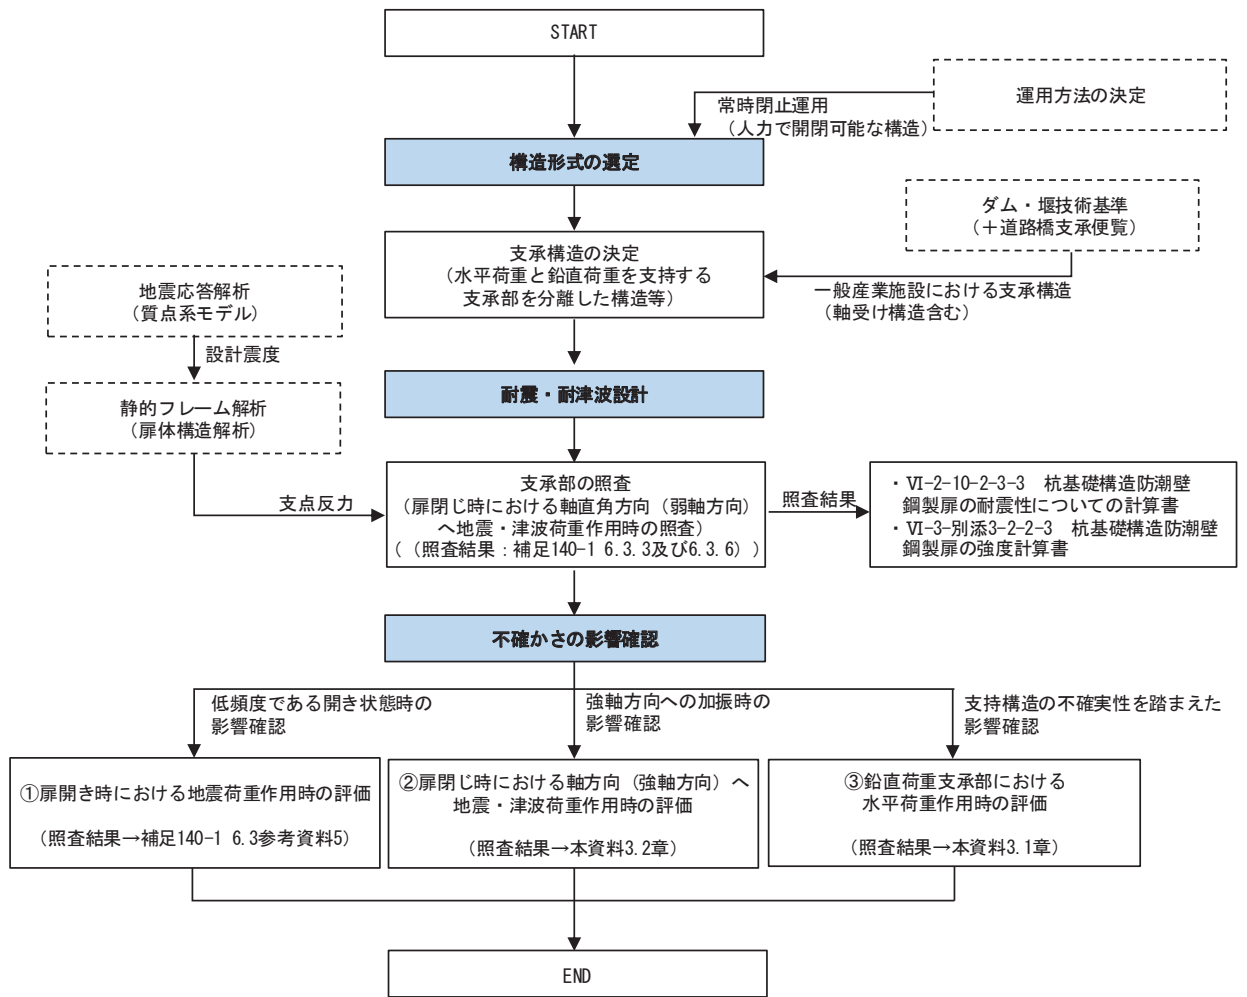 START
運用方法の決定
常時閉止運用
（人力で開閉可能な構造）
構造形式の選定
ダム・堰技術基準
（＋道路橋支承便覧）
支承構造の決定
（水平荷重と鉛直荷重を支持する
支承部を分離した構造等）
一般産業施設における支承構造
（軸受け構造含む）
地震応答解析
（質点系モデル）
設計震度
耐震・耐津波設計
静的フレーム解析
（扉体構造解析）
支点反力
支承部の照査
（扉閉じ時における軸直角方向（弱軸方向）
へ地震・津波荷重作用時の照査）
（（照査結果：補足140-1 6.3.3及び6.3.6））
照査結果
・Ⅵ-2-10-2-3-3　杭基礎構造防潮壁
鋼製扉の耐震性についての計算書
・Ⅵ-3-別添3-2-2-3　杭基礎構造防潮壁
鋼製扉の強度計算書
不確かさの影響確認
低頻度である開き状態時の
影響確認
強軸方向への加振時の
影響確認
支持構造の不確実性を踏まえた
影響確認
①扉開き時における地震荷重作用時の評価
（照査結果→補足140-1 6.3参考資料5）
②扉閉じ時における軸方向（強軸方向）へ
地震・津波荷重作用時の評価
（照査結果→本資料3.2章）
③鉛直荷重支承部における
水平荷重作用時の評価
（照査結果→本資料3.1章）
END